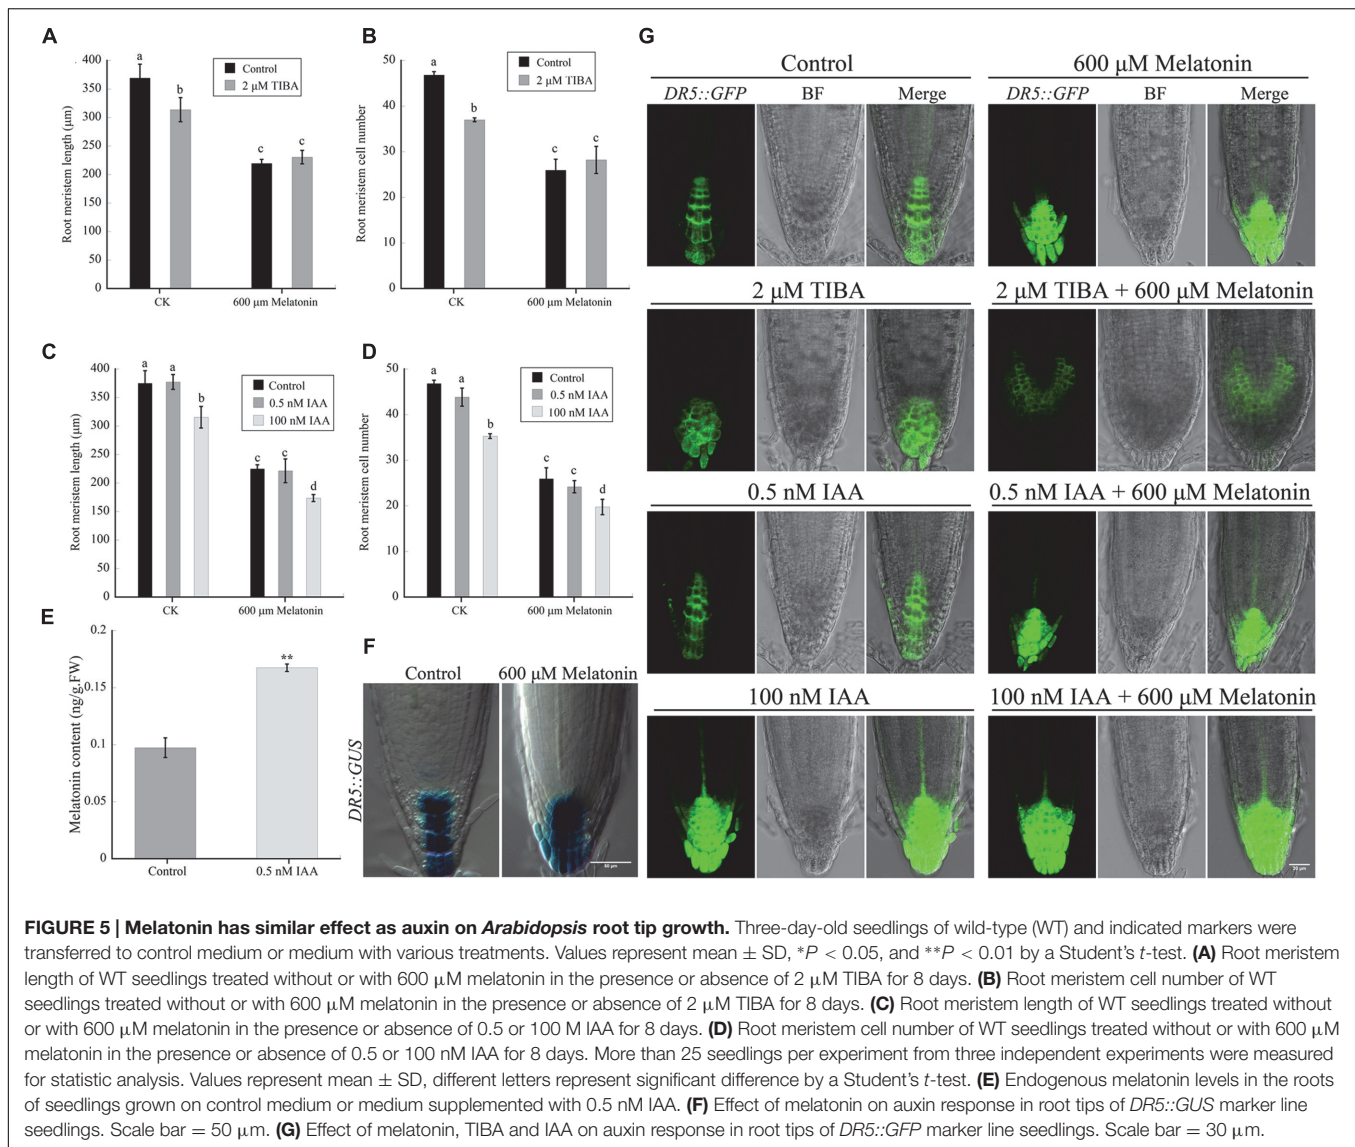 A
400
350
300
250
200
350
400
50
0
Root meristem length (µm)
a
b
c
c
Control
2 µM TIBA
CK
600 µm Melatonin
B
50
40
30
20
10
0
Root meristem cell number
a
b
c
c
Control
2 µM TIBA
CK
600 µm Melatonin
C
400
350
300
250
200
150
100
50
0
Root meristem length (µm)
a
a
b
c
c
d
Control
0.5 nM IAA
100 nM IAA
CK
600 µm Melatonin
D
50
40
30
20
10
0
Root meristem cell number
a
a
b
c
c
d
Control
0.5 nM IAA
100 nM IAA
CK
600 µm Melatonin
E
0.2
0.15
0.1
0.05
0
Melatonin content (ng/g.FW)
**
Control
0.5 nM IAA
F
Control
600 µM Melatonin
DR5::GUS
G
Control
600 µM Melatonin
DR5::GFP BF Merge
DR5::GFP BF Merge
2 µM TIBA
2 µM TIBA + 600 µM Melatonin
0.5 nM IAA
0.5 nM IAA + 600 µM Melatonin
100 nM IAA
100 nM IAA + 600 µM Melatonin
FIGURE 5 | Melatonin has similar effect as auxin on Arabidopsis root tip growth. Three-day-old seedlings of wild-type (WT) and indicated markers were
transferred to control medium or medium with various treatments. Values represent mean ± SD, *P < 0.05, and **P < 0.01 by a Student's t-test. (A) Root meristem
length of WT seedlings treated without or with 600 µM melatonin in the presence or absence of 2 µM TIBA for 8 days. (B) Root meristem cell number of WT
seedlings treated without or with 600 µM melatonin in the presence or absence of 2 µM TIBA for 8 days. (C) Root meristem length of WT seedlings treated without
or with 600 µM melatonin in the presence or absence of 0.5 or 100 M IAA for 8 days. (D) Root meristem cell number of WT seedlings treated without or with 600 µM
melatonin in the presence or absence of 0.5 or 100 nM IAA for 8 days. More than 25 seedlings per experiment from three independent experiments were measured
for statistic analysis. Values represent mean ± SD, different letters represent significant difference by a Student's t-test. (E) Endogenous melatonin levels in the roots
of seedlings grown on control medium or medium supplemented with 0.5 nM IAA. (F) Effect of melatonin on auxin response in root tips of DR5::GUS marker line
seedlings. Scale bar = 50 µm. (G) Effect of melatonin, TIBA and IAA on auxin response in root tips of DR5::GFP marker line seedlings. Scale bar = 30 µm.